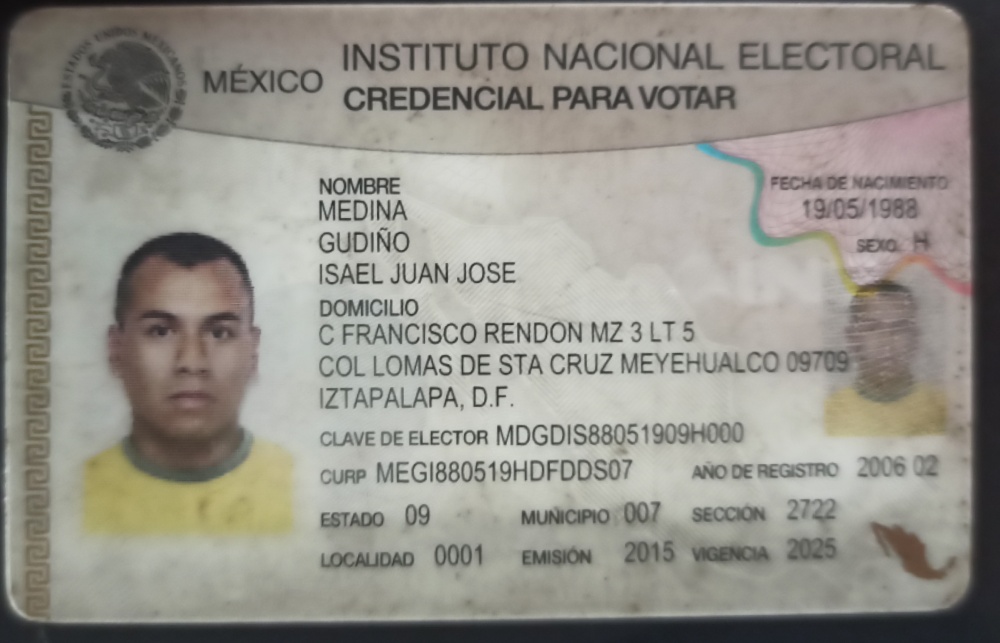 MÉXICO
INSTITUTO NACIONAL ELECTORAL
CREDENCIAL PARA VOTAR
NOMBRE
MEDINA
GUDIÑO
ISAEL JUAN JOSE
DOMICILIO
C FRANCISCO RENDON MZ 3 LT 5
COL LOMAS DE STA CRUZ MEYEHUALCO 09709
IZTAPALAPA, D.F.
FECHA DE NACIMIENTO
19/05/1988
SEXO H
CLAVE DE ELECTOR MDGDIS88051909H000
CURP MEGI880519HDFDDS07 AÑO DE REGISTRO 2006 02
ESTADO 09 MUNICIPIO 007 SECCIÓN 2722
LOCALIDAD 0001 EMISIÓN 2015 VIGENCIA 2025